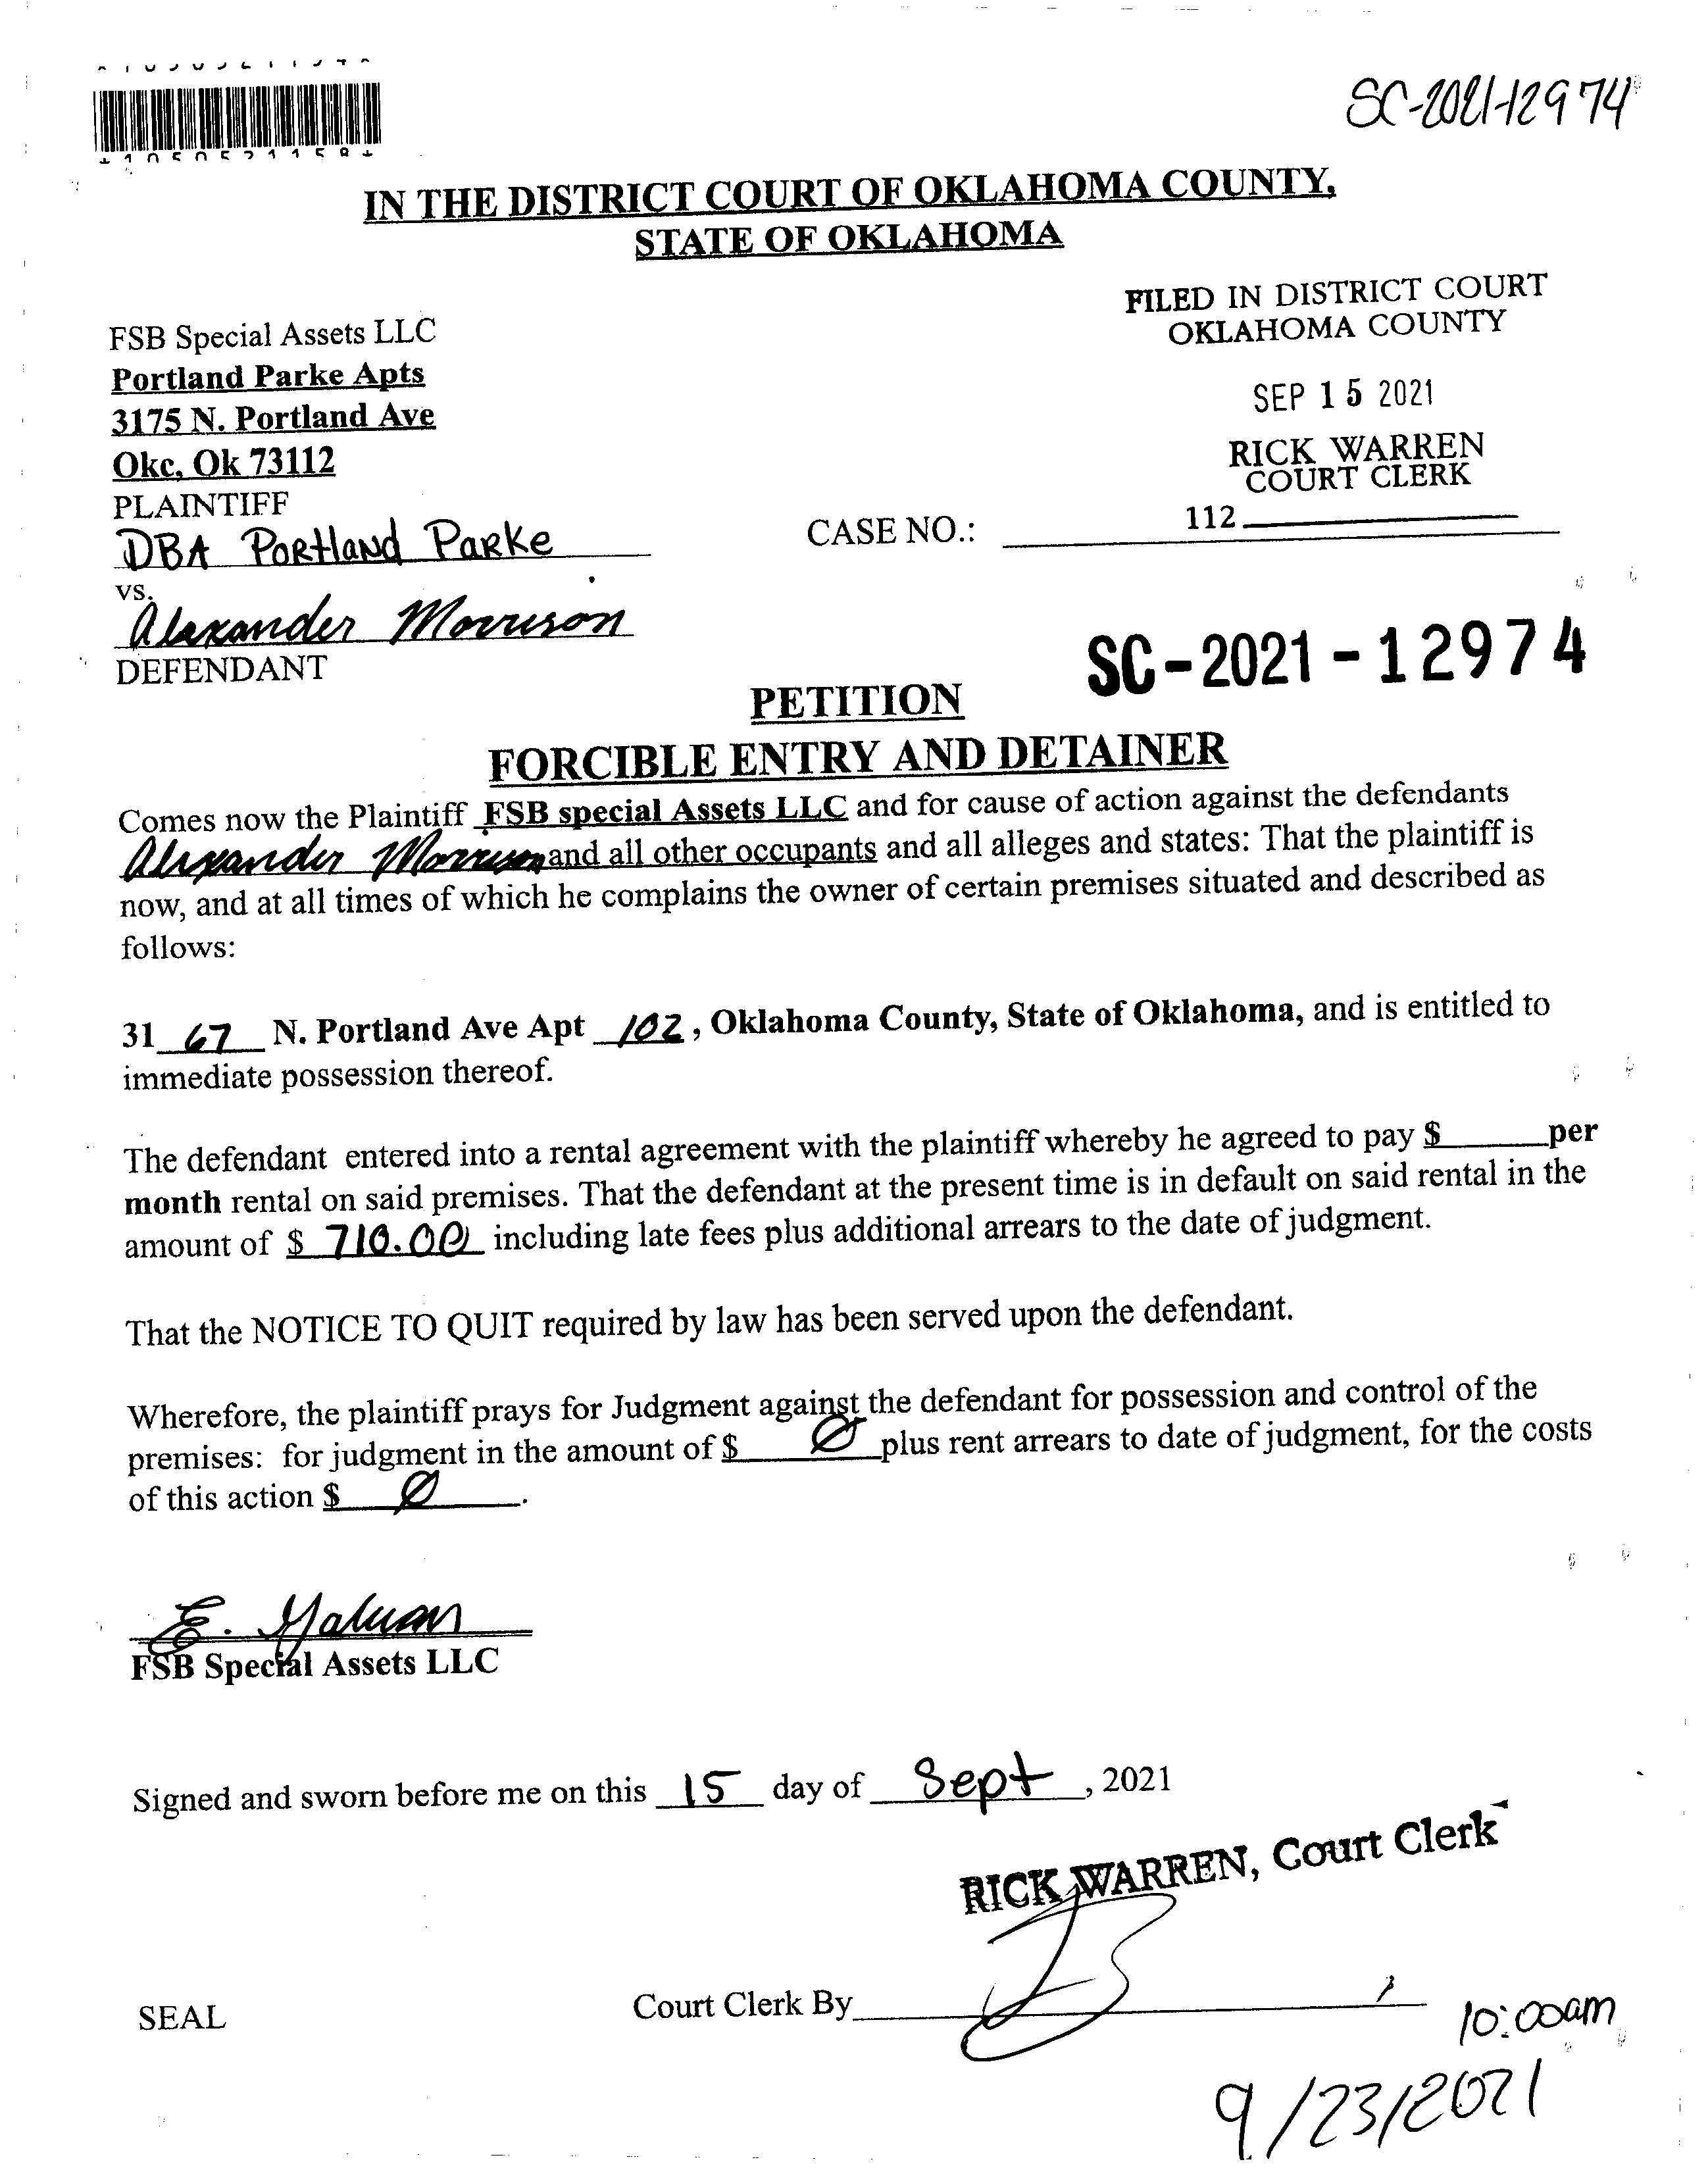 SC-2021-12974
IN THE DISTRICT COURT OF OKLAHOMA COUNTY,
STATE OF OKLAHOMA
FILED IN DISTRICT COURT
OKLAHOMA COUNTY
SEP 15 2021
RICK WARREN
COURT CLERK
112
FSB Special Assets LLC
Portland Parke Apts
3175 N. Portland Ave
Okc, Ok 73112
PLAINTIFF
DBA Portland Parke
CASE NO.:
vs.
Alexander Morrison
DEFENDANT
SC-2021-12974
PETITION
FORCIBLE ENTRY AND DETAINER
Comes now the Plaintiff FSB special Assets LLC and for cause of action against the defendants
Alexander Morrison and all other occupants and all alleges and states: That the plaintiff is
now, and at all times of which he complains the owner of certain premises situated and described as
follows:
31 67 N. Portland Ave Apt 102, Oklahoma County, State of Oklahoma, and is entitled to
immediate possession thereof.
The defendant entered into a rental agreement with the plaintiff whereby he agreed to pay $______per
month rental on said premises. That the defendant at the present time is in default on said rental in the
amount of $ 710.00 including late fees plus additional arrears to the date of judgment.
That the NOTICE TO QUIT required by law has been served upon the defendant.
Wherefore, the plaintiff prays for Judgment against the defendant for possession and control of the
premises: for judgment in the amount of $ Ø plus rent arrears to date of judgment, for the costs
of this action $ Ø.
E.
FSB Special Assets LLC
Signed and sworn before me on this 15 day of Sept, 2021
RICK WARREN, Court Clerk
SEAL
Court Clerk By
10:00am
9/23/2021